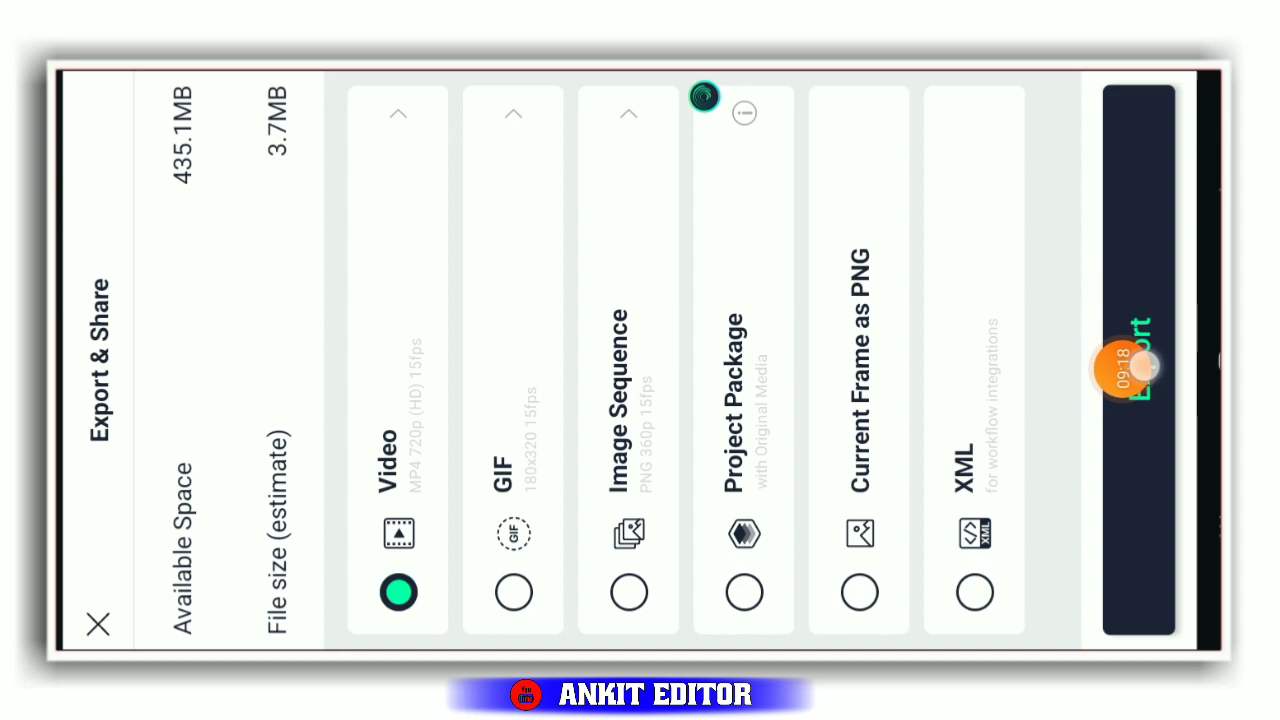 Export & Share
Available Space 435.1MB
File size (estimate) 3.7MB
Video
MP4 720p (HD) 15fps
GIF
GIF
180x320 15fps
Image Sequence
PNG 360p 15fps
Project Package
with Original Media
Current Frame as PNG
XML
XML
for workflow integrations
09:18
ANKIT EDITOR